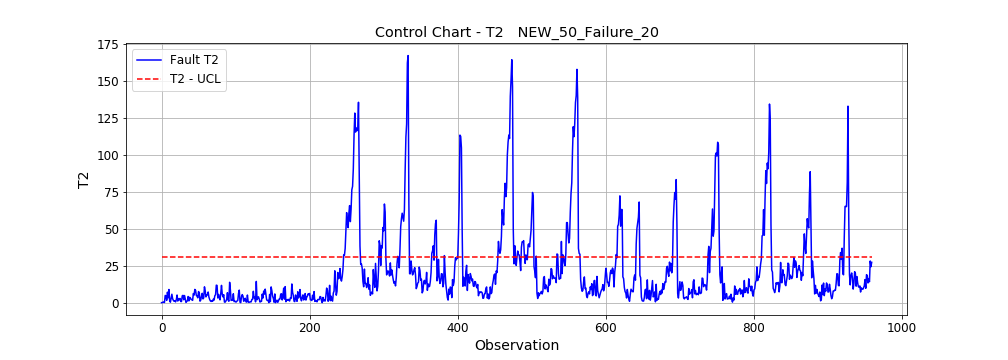 Control Chart - T2   NEW_50_Failure_20
Fault T2
T2 - UCL
T2
175
150
125
100
75
50
25
0
0 200 400 600 800 1000
Observation